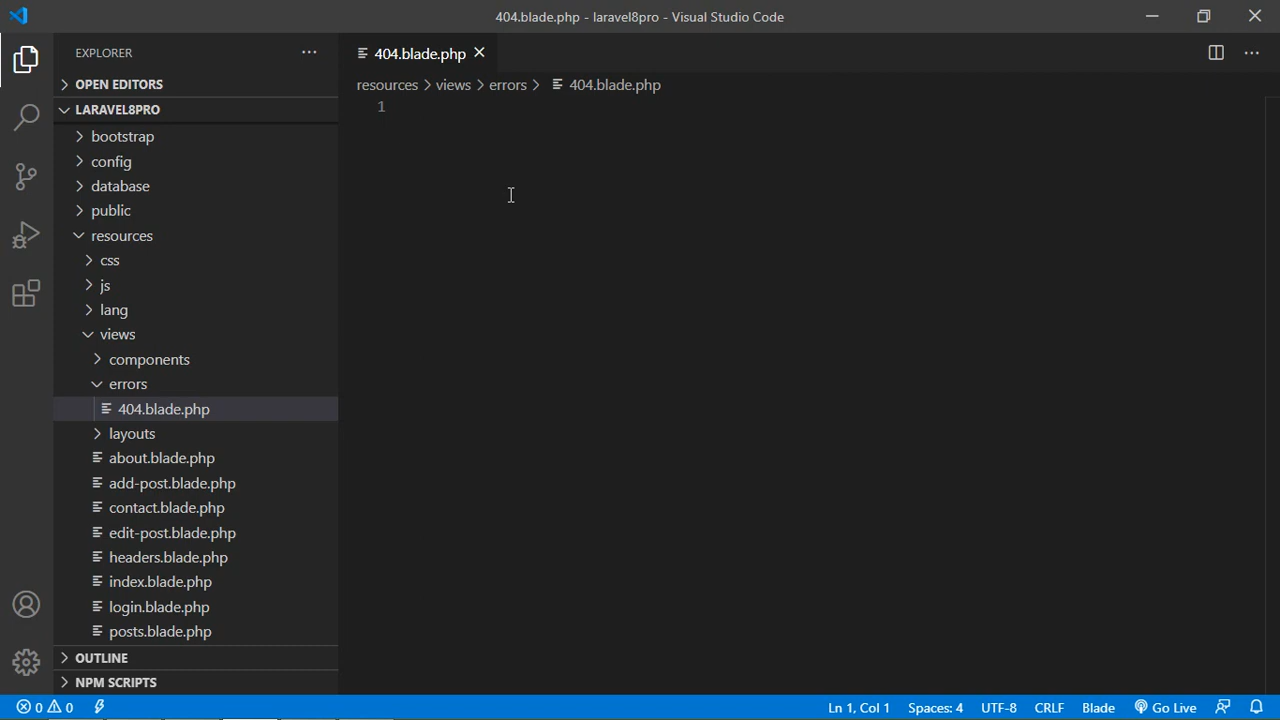 404.blade.php - laravel8pro - Visual Studio Code
EXPLORER
OPEN EDITORS
LARAVEL8PRO
bootstrap
config
database
public
resources
css
js
lang
views
components
errors
404.blade.php
layouts
about.blade.php
add-post.blade.php
contact.blade.php
edit-post.blade.php
headers.blade.php
index.blade.php
login.blade.php
posts.blade.php
OUTLINE
NPM SCRIPTS
404.blade.php
resources > views > errors > 404.blade.php
1
0 0
Ln 1, Col 1
Spaces: 4
UTF-8
CRLF
Blade
Go Live